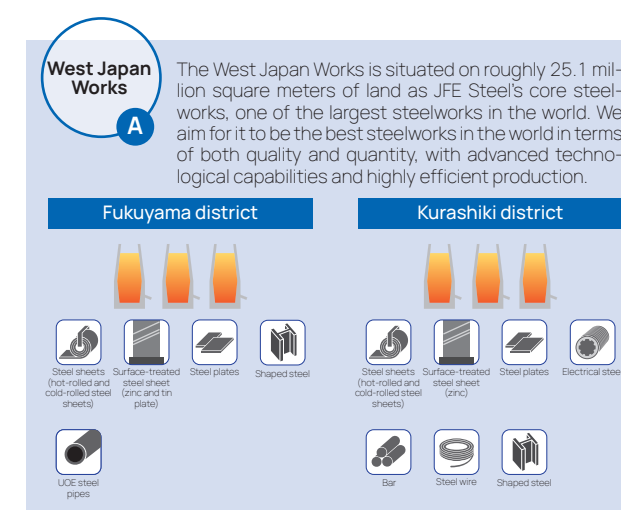 West Japan
Works
A
The West Japan Works is situated on roughly 25.1 mil-
lion square meters of land as JFE Steel's core steel-
works, one of the largest steelworks in the world. We
aim for it to be the best steelworks in the world in terms
of both quality and quantity, with advanced techno-
logical capabilities and highly efficient production.
Fukuyama district
Steel sheets
(hot-rolled and
cold-rolled steel
sheets)
Surface-treated
steel sheet
(zinc and tin
plate)
Steel plates
Shaped steel
UOE steel
pipes
Kurashiki district
Steel sheets
(hot-rolled and
cold-rolled steel
sheets)
Surface-treated
steel sheet
(zinc)
Steel plates
Electrical stee
Bar
Steel wire
Shaped steel